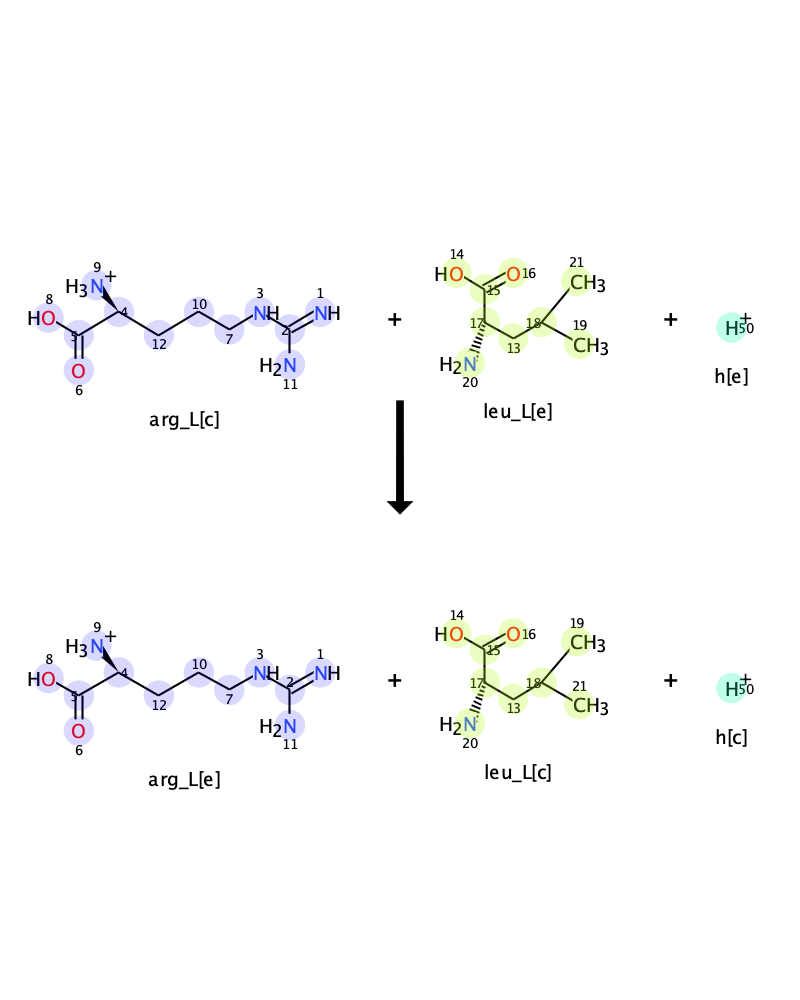 9 H3N+ 8 HO 4 5 O 6 12 10 7 3 NH 2 1 NH H2N 11 + 14 HO 15 O 16 17 H2N 20 13 18 21 CH3 19 CH3 + H+ 50
h[e]
arg_L[c] leu_L[e]
9 H3N+ 8 HO 4 5 O 6 12 10 7 3 NH 2 1 NH H2N 11 + 14 HO 15 O 16 17 H2N 20 13 18 19 CH3 21 CH3 + H+ 50
h[c]
arg_L[e] leu_L[c]